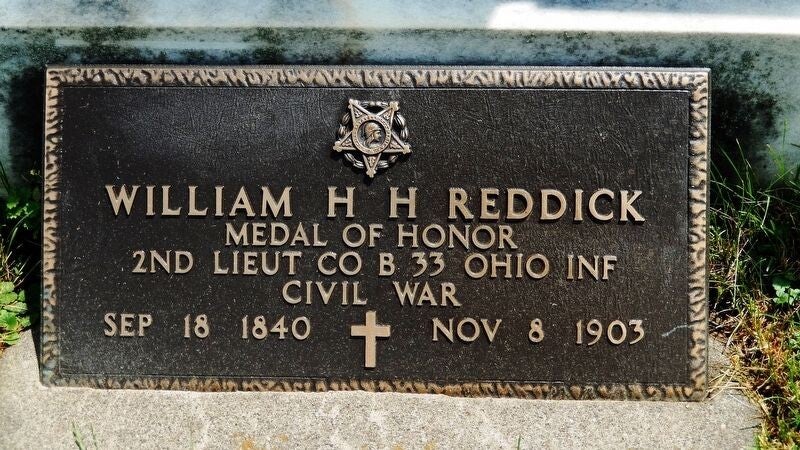 WILLIAM H H REDDICK
MEDAL OF HONOR
2ND LIEUT CO B 33 OHIO INF
CIVIL WAR
SEP 18 1840 NOV 8 1903